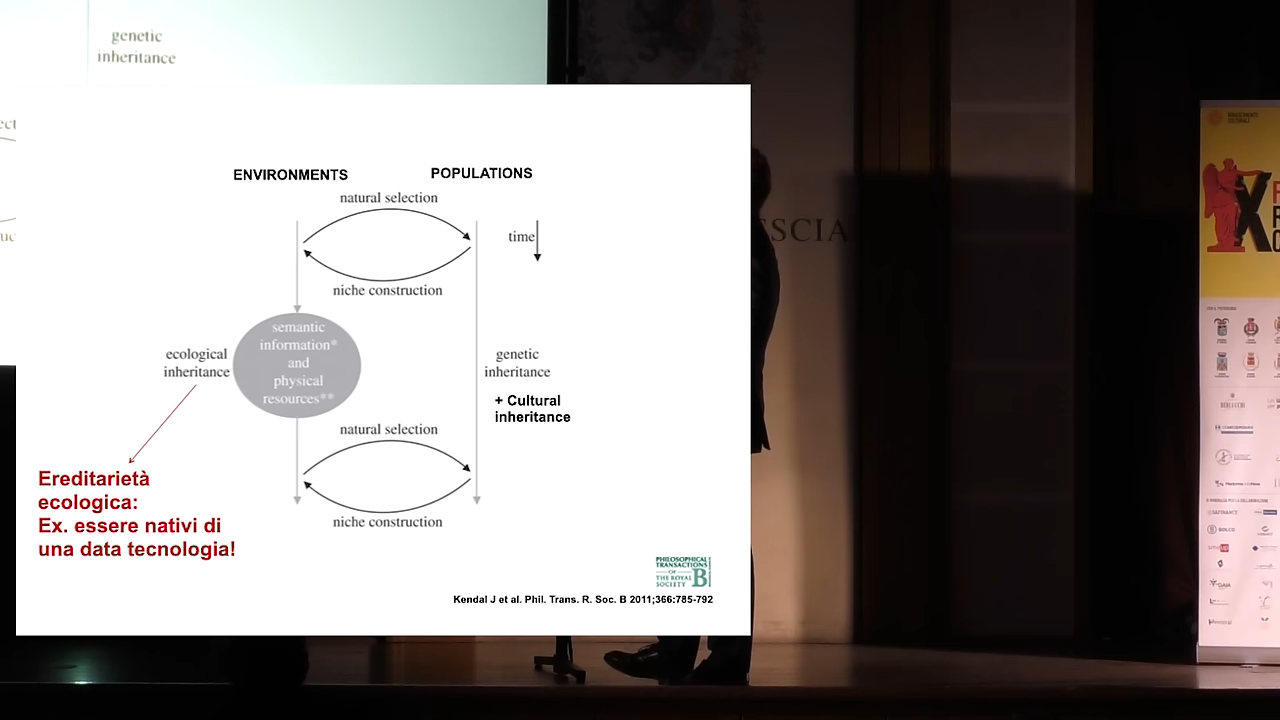 genetic
inheritance
ENVIRONMENTS
POPULATIONS
natural selection
time
niche construction
semantic
information*
and
physical
resources**
ecological
inheritance
genetic
inheritance
+ Cultural
inheritance
natural selection
niche construction
Ereditarietà
ecologica:
Ex. essere nativi di
una data tecnologia!
PHILOSOPHICAL
TRANSACTIONS
OF
THE ROYAL
SOCIETY
B
Kendal J et al. Phil. Trans. R. Soc. B 2011;366:785-792
SCIA
X